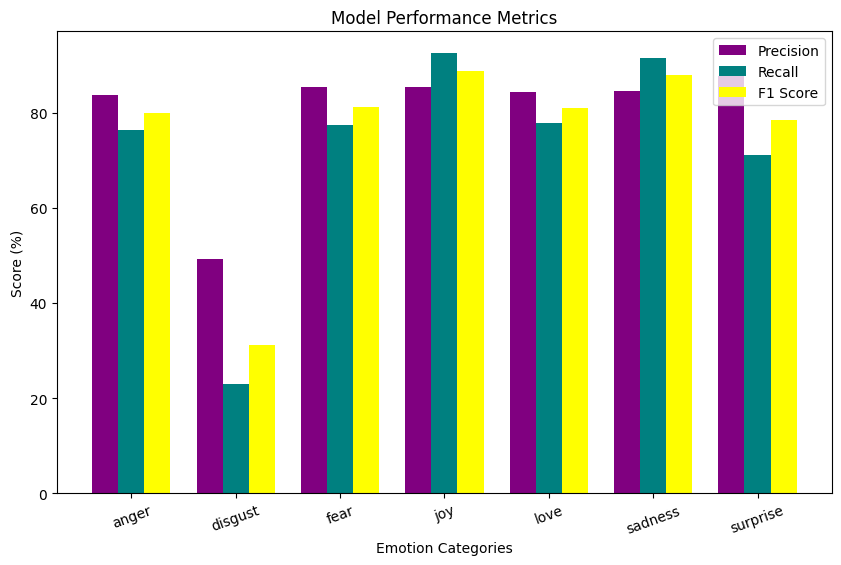 Model Performance Metrics
Precision
Recall
F1 Score
Score (%)
80
60
40
20
0
anger
disgust
fear
joy
love
sadness
surprise
Emotion Categories